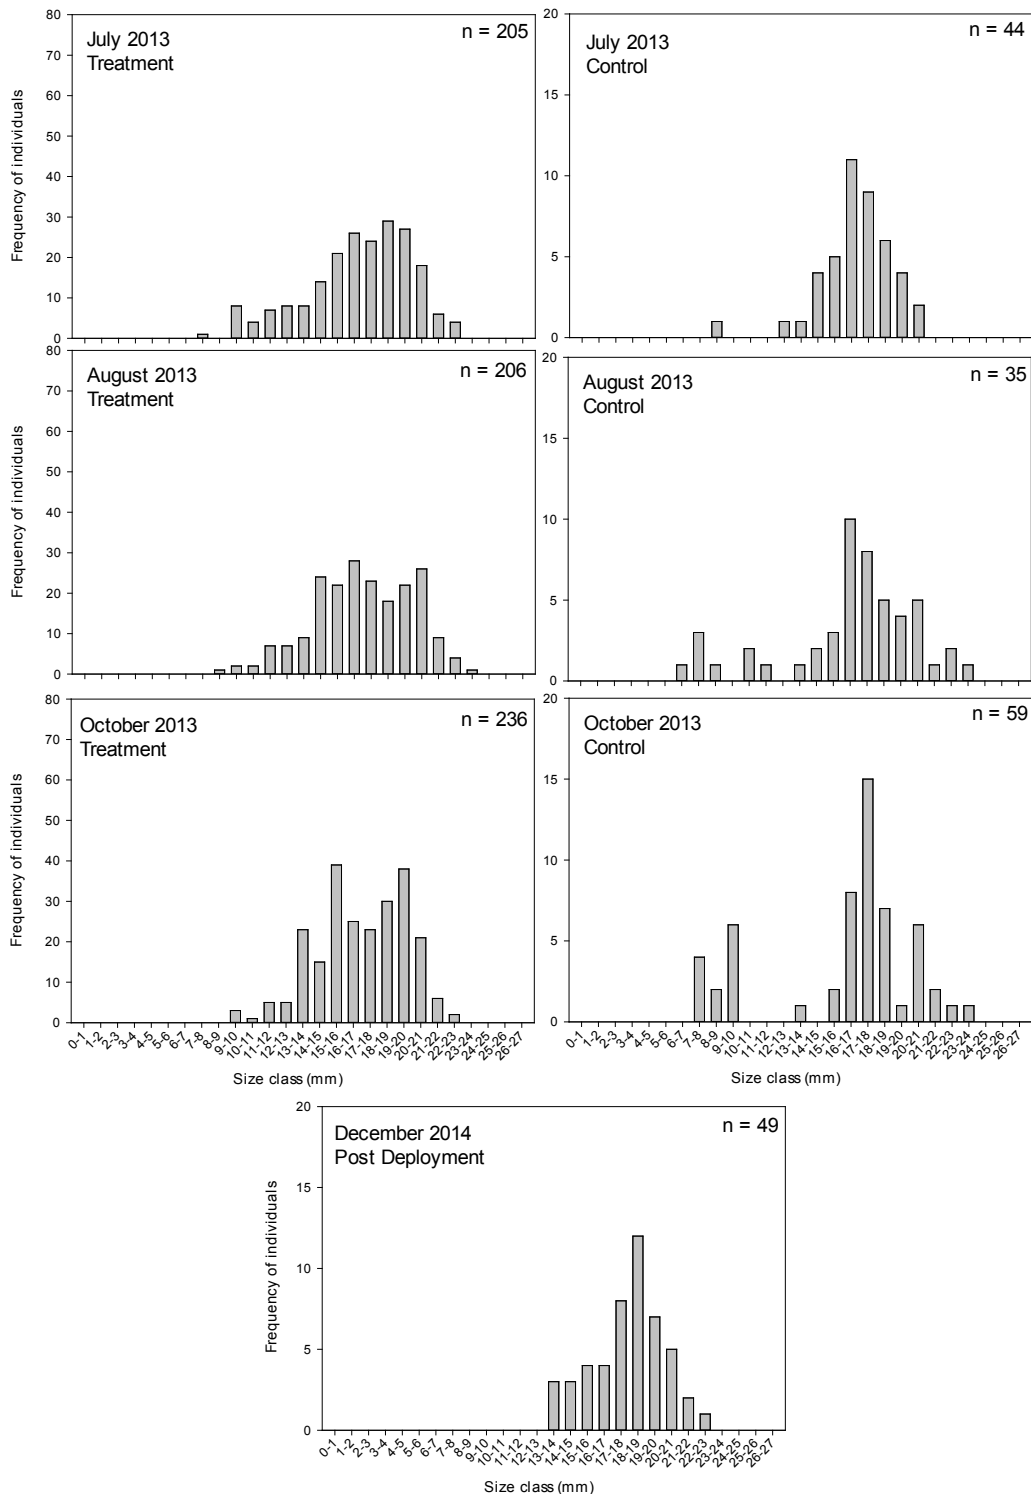 July 2013
Treatment
n = 205
Frequency of individuals
80
70
60
50
40
30
20
10
0
July 2013
Control
n = 44
20
15
10
5
0
August 2013
Treatment
n = 206
Frequency of individuals
80
70
60
50
40
30
20
10
0
August 2013
Control
n = 35
20
15
10
5
0
October 2013
Treatment
n = 236
Frequency of individuals
80
70
60
50
40
30
20
10
0
0-1 1-2 2-3 3-4 4-5 5-6 6-7 7-8 8-9 9-10 10-11 11-12 12-13 13-14 14-15 15-16 16-17 17-18 18-19 19-20 20-21 21-22 22-23 23-24 24-25 25-26 26-27
Size class (mm)
October 2013
Control
n = 59
20
15
10
5
0
0-1 1-2 2-3 3-4 4-5 5-6 6-7 7-8 8-9 9-10 10-11 11-12 12-13 13-14 14-15 15-16 16-17 17-18 18-19 19-20 20-21 21-22 22-23 23-24 24-25 25-26 26-27
Size class (mm)
December 2014
Post Deployment
n = 49
Frequency of individuals
20
15
10
5
0
0-1 1-2 2-3 3-4 4-5 5-6 6-7 7-8 8-9 9-10 10-11 11-12 12-13 13-14 14-15 15-16 16-17 17-18 18-19 19-20 20-21 21-22 22-23 23-24 24-25 25-26 26-27
Size class (mm)